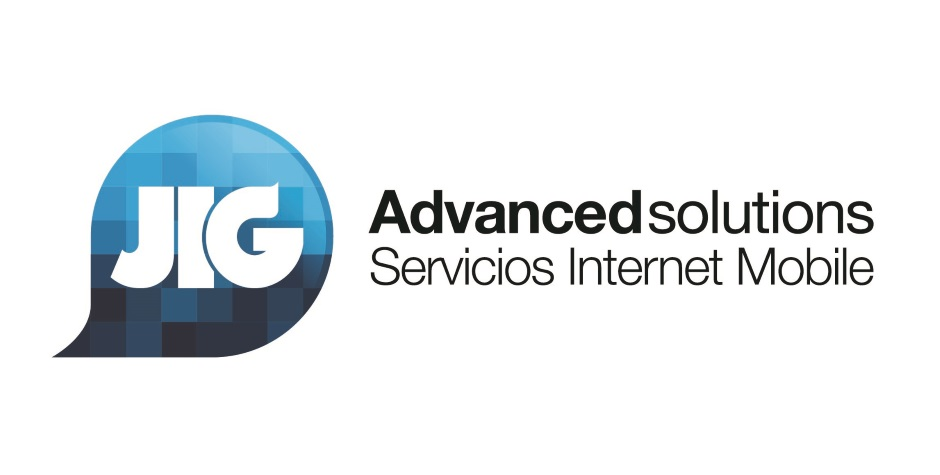 JIG
Advancedsolutions
Servicios Internet Mobile